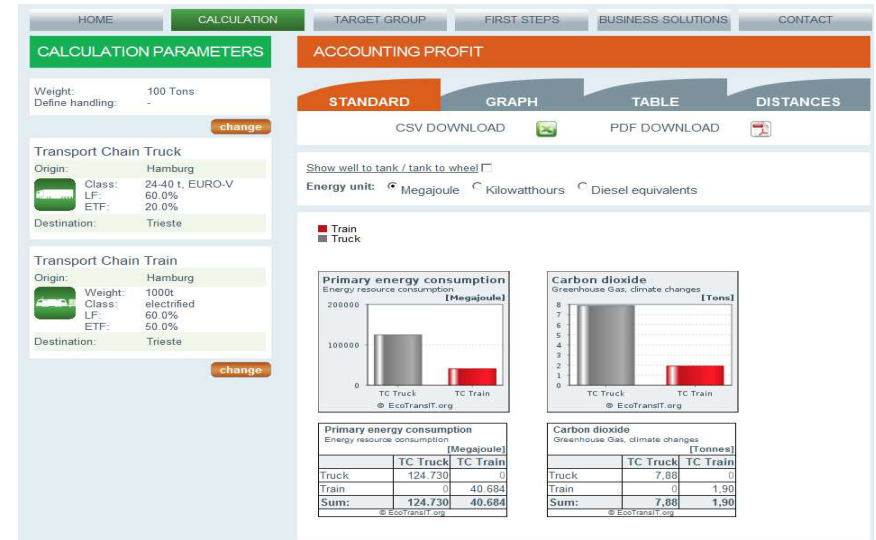 HOME CALCULATION TARGET GROUP FIRST STEPS BUSINESS SOLUTIONS CONTACT
CALCULATION PARAMETERS
Weight: 100 Tons
Define handling: -
change
Transport Chain Truck
Origin: Hamburg
Class: 24-40 t, EURO-V
LF: 60.0%
ETF: 20.0%
Destination: Trieste
Transport Chain Train
Origin: Hamburg
Weight: 1000t
Class: electrified
LF: 60.0%
ETF: 50.0%
Destination: Trieste
change
ACCOUNTING PROFIT
STANDARD GRAPH TABLE DISTANCES
CSV DOWNLOAD PDF DOWNLOAD
Show well to tank / tank to wheel
Energy unit: Megajoule Kilowatthours Diesel equivalents
Train
Truck
Primary energy consumption
Energy resource consumption
[Megajoule]
200000
100000
0
TC Truck TC Train
© EcoTransIT.org
Carbon dioxide
Greenhouse Gas, climate changes
[Tons]
8
7
6
5
4
3
2
1
0
TC Truck TC Train
© EcoTransIT.org
Primary energy consumption
Energy resource consumption
[Megajoule]
TC Truck TC Train
Truck 124.730 0
Train 0 40.684
Sum: 124.730 40.684
© EcoTransIT.org
Carbon dioxide
Greenhouse Gas, climate changes
[Tonnes]
TC Truck TC Train
Truck 7,88 0
Train 0 1,90
Sum: 7,88 1,90
© EcoTransIT.org